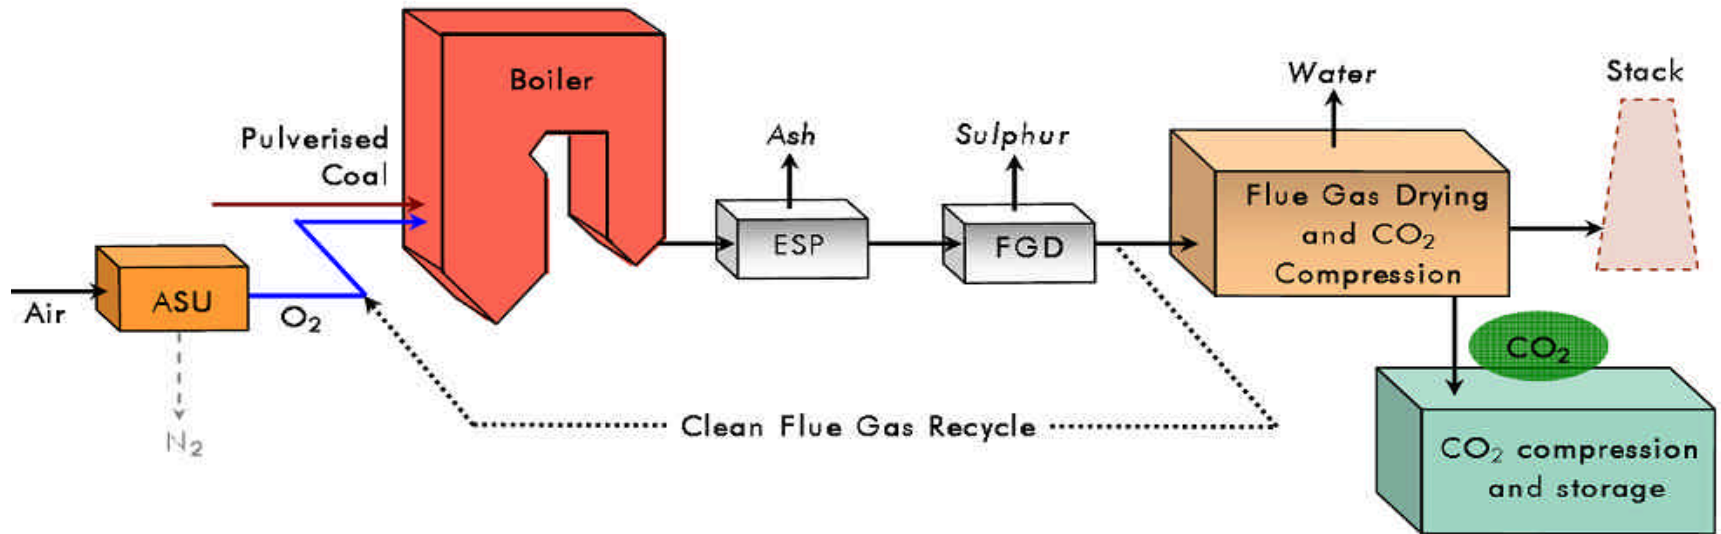 Boiler
Pulverised
Coal
Air
ASU
O₂
N₂
Ash
ESP
Sulphur
FGD
Clean Flue Gas Recycle
Water
Flue Gas Drying
and CO₂
Compression
Stack
CO₂
CO₂ compression
and storage